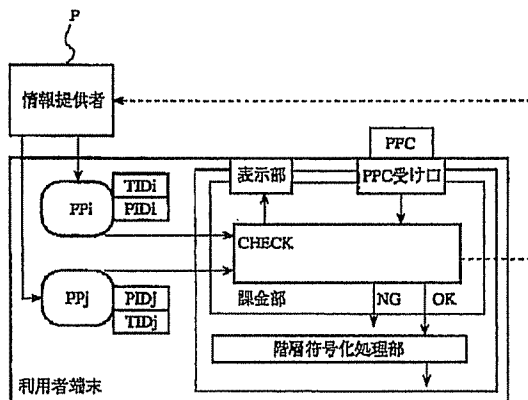 P
情報提供者
PPC
表示部
PPC受け口
TIDi
PPi
PIDi
CHECK
PIDj
PPj
TIDj
課金部
NG
OK
階層符号化処理部
利用者端末